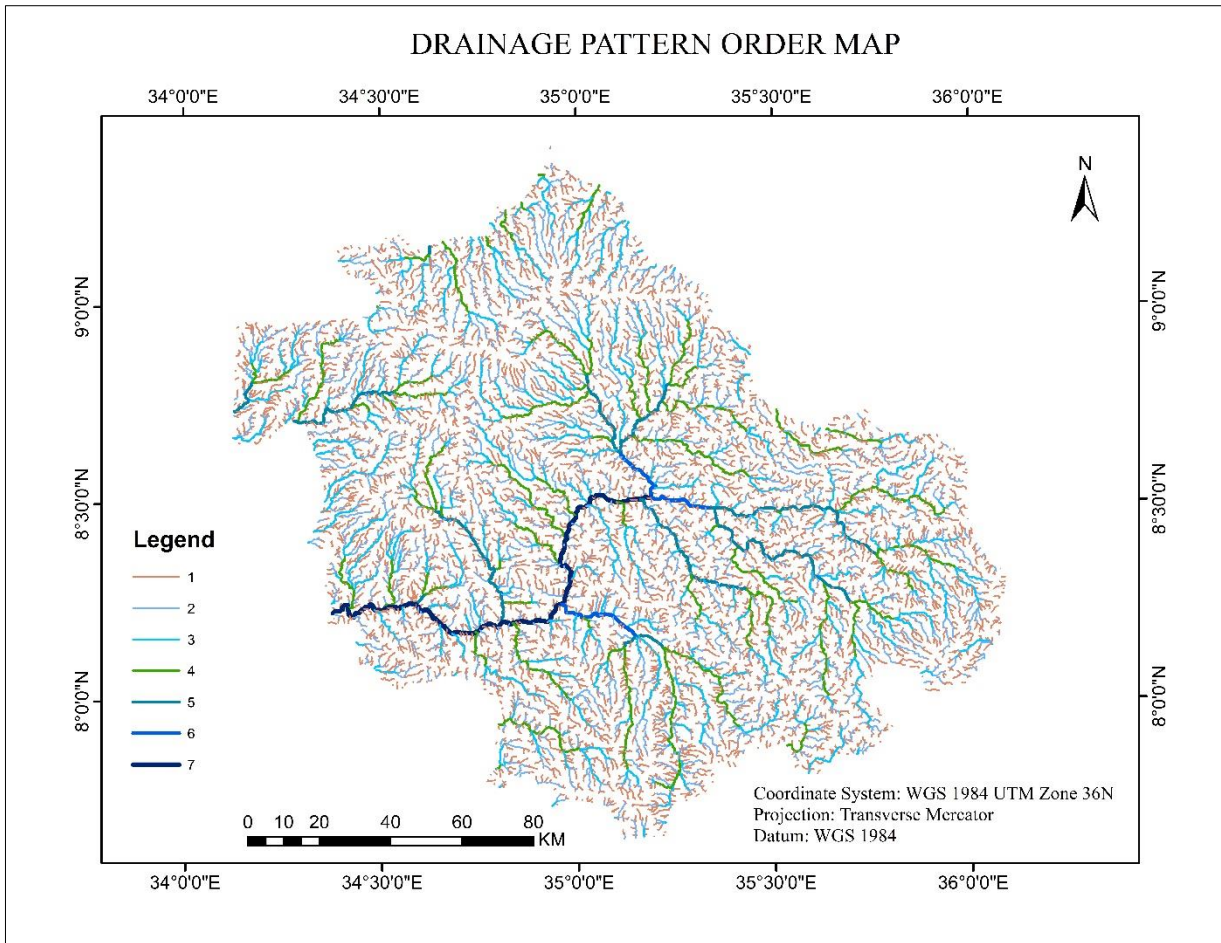 DRAINAGE PATTERN ORDER MAP
34°0'0"E 34°30'0"E 35°0'0"E 35°30'0"E 36°0'0"E
N
9°0'0"N 9°0'0"N
8°30'0"N 8°30'0"N
8°0'0"N 8°0'0"N
Legend
1
2
3
4
5
6
7
0 10 20 40 60 80
KM
Coordinate System: WGS 1984 UTM Zone 36N
Projection: Transverse Mercator
Datum: WGS 1984
34°0'0"E 34°30'0"E 35°0'0"E 35°30'0"E 36°0'0"E